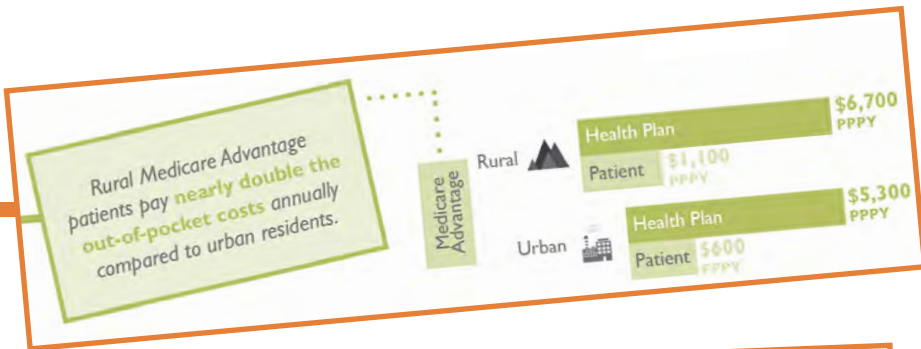 Rural Medicare Advantage
patients pay nearly double the
out-of-pocket costs annually
compared to urban residents.
Medicare
Advantage
Rural
Health Plan
$6,700
PPPY
Patient
$1,100
PPPY
Urban
Health Plan
$5,300
PPPY
Patient
$600
PPPY